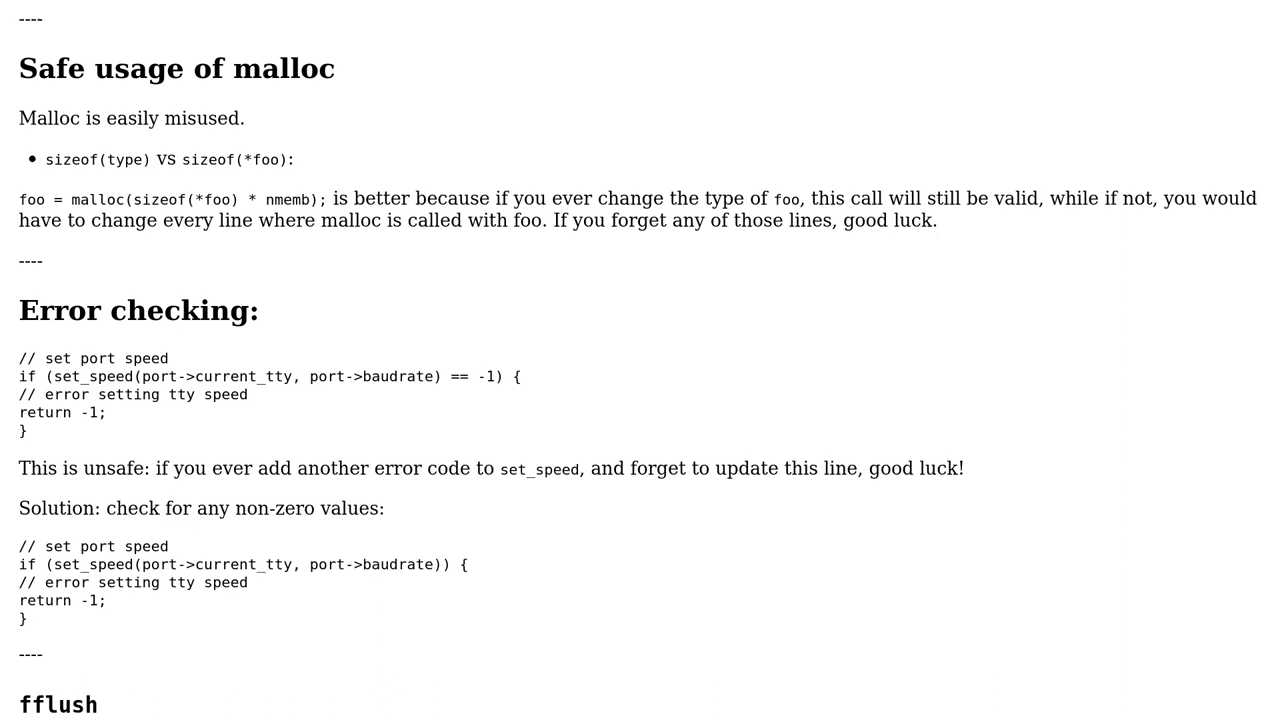 ----
Safe usage of malloc
Malloc is easily misused.
• sizeof(type) VS sizeof(*foo):
foo = malloc(sizeof(*foo) * nmemb); is better because if you ever change the type of foo, this call will still be valid, while if not, you would
have to change every line where malloc is called with foo. If you forget any of those lines, good luck.
----
Error checking:
// set port speed
if (set_speed(port->current_tty, port->baudrate) == -1) {
// error setting tty speed
return -1;
}
This is unsafe: if you ever add another error code to set_speed, and forget to update this line, good luck!
Solution: check for any non-zero values:
// set port speed
if (set_speed(port->current_tty, port->baudrate)) {
// error setting tty speed
return -1;
}
----
fflush